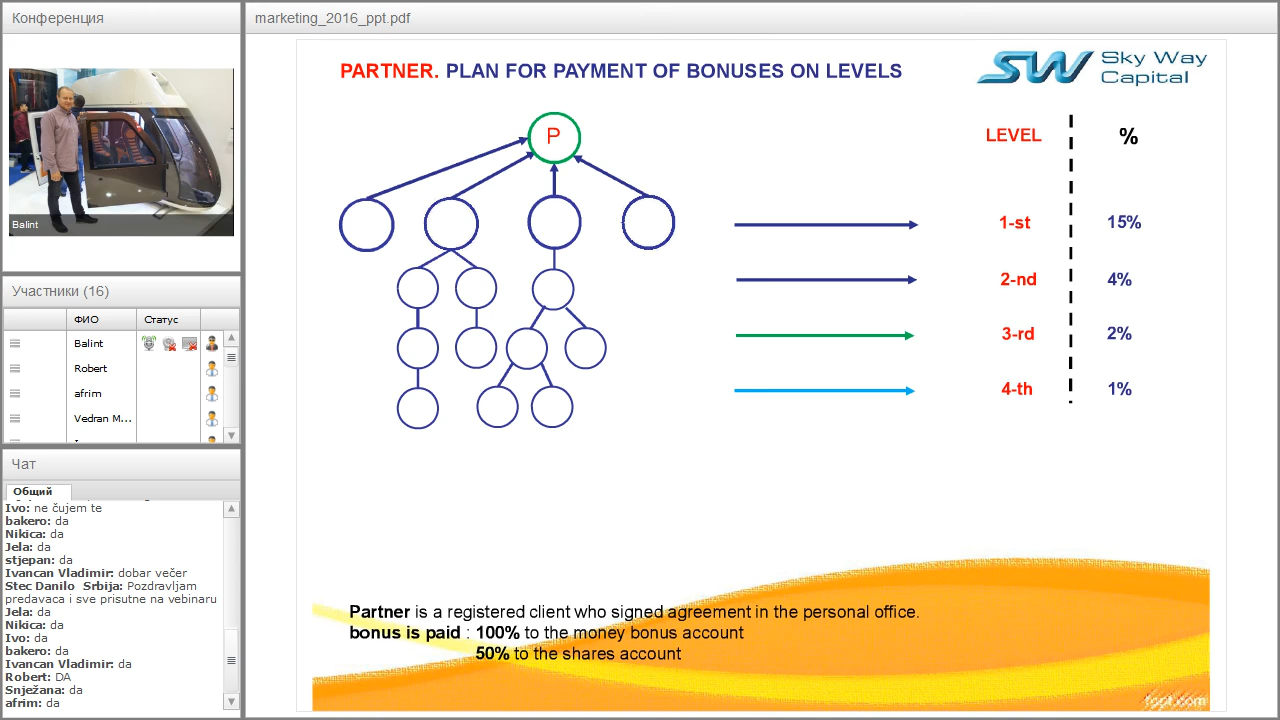 Конференция
Balint
Участники (16)
ФИО Статус
Balint
Robert
afrim
Vedran M...
Чат
Общий
Ivo: ne čujem te
bakero: da
Nikica: da
Jela: da
stjepan: da
Ivancan Vladimir: dobar večer
Stec Danilo Srbija: Pozdravljam
predavaca i sve prisutne na vebinaru
Jela: da
Nikica: da
Ivo: da
bakero: da
Ivancan Vladimir: da
Robert: DA
Snježana: da
afrim: da
marketing_2016_ppt.pdf
PARTNER. PLAN FOR PAYMENT OF BONUSES ON LEVELS
SW Sky Way
Capital
P
LEVEL %
1-st 15%
2-nd 4%
3-rd 2%
4-th 1%
Partner is a registered client who signed agreement in the personal office.
bonus is paid : 100% to the money bonus account
50% to the shares account
fppt.com